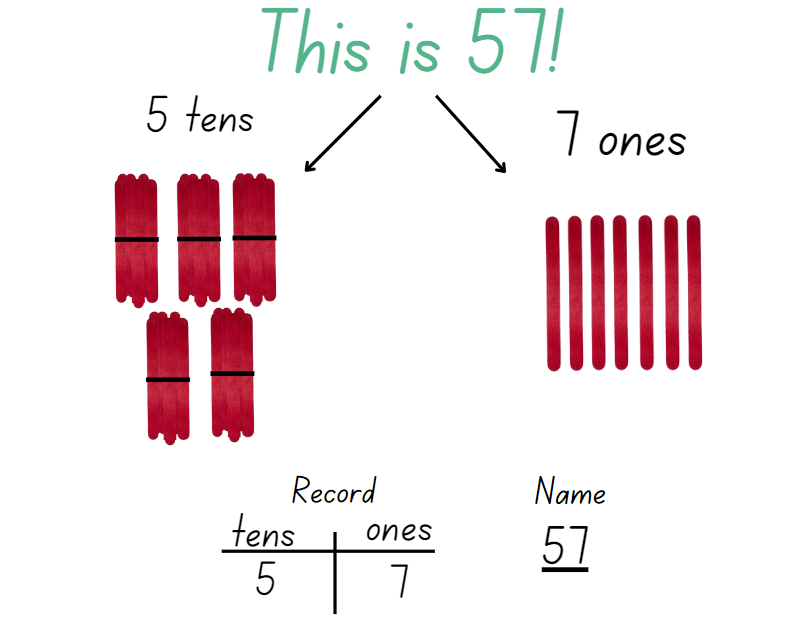 This is 57!
5 tens
7 ones
Record
Name
tens ones
5 7
57